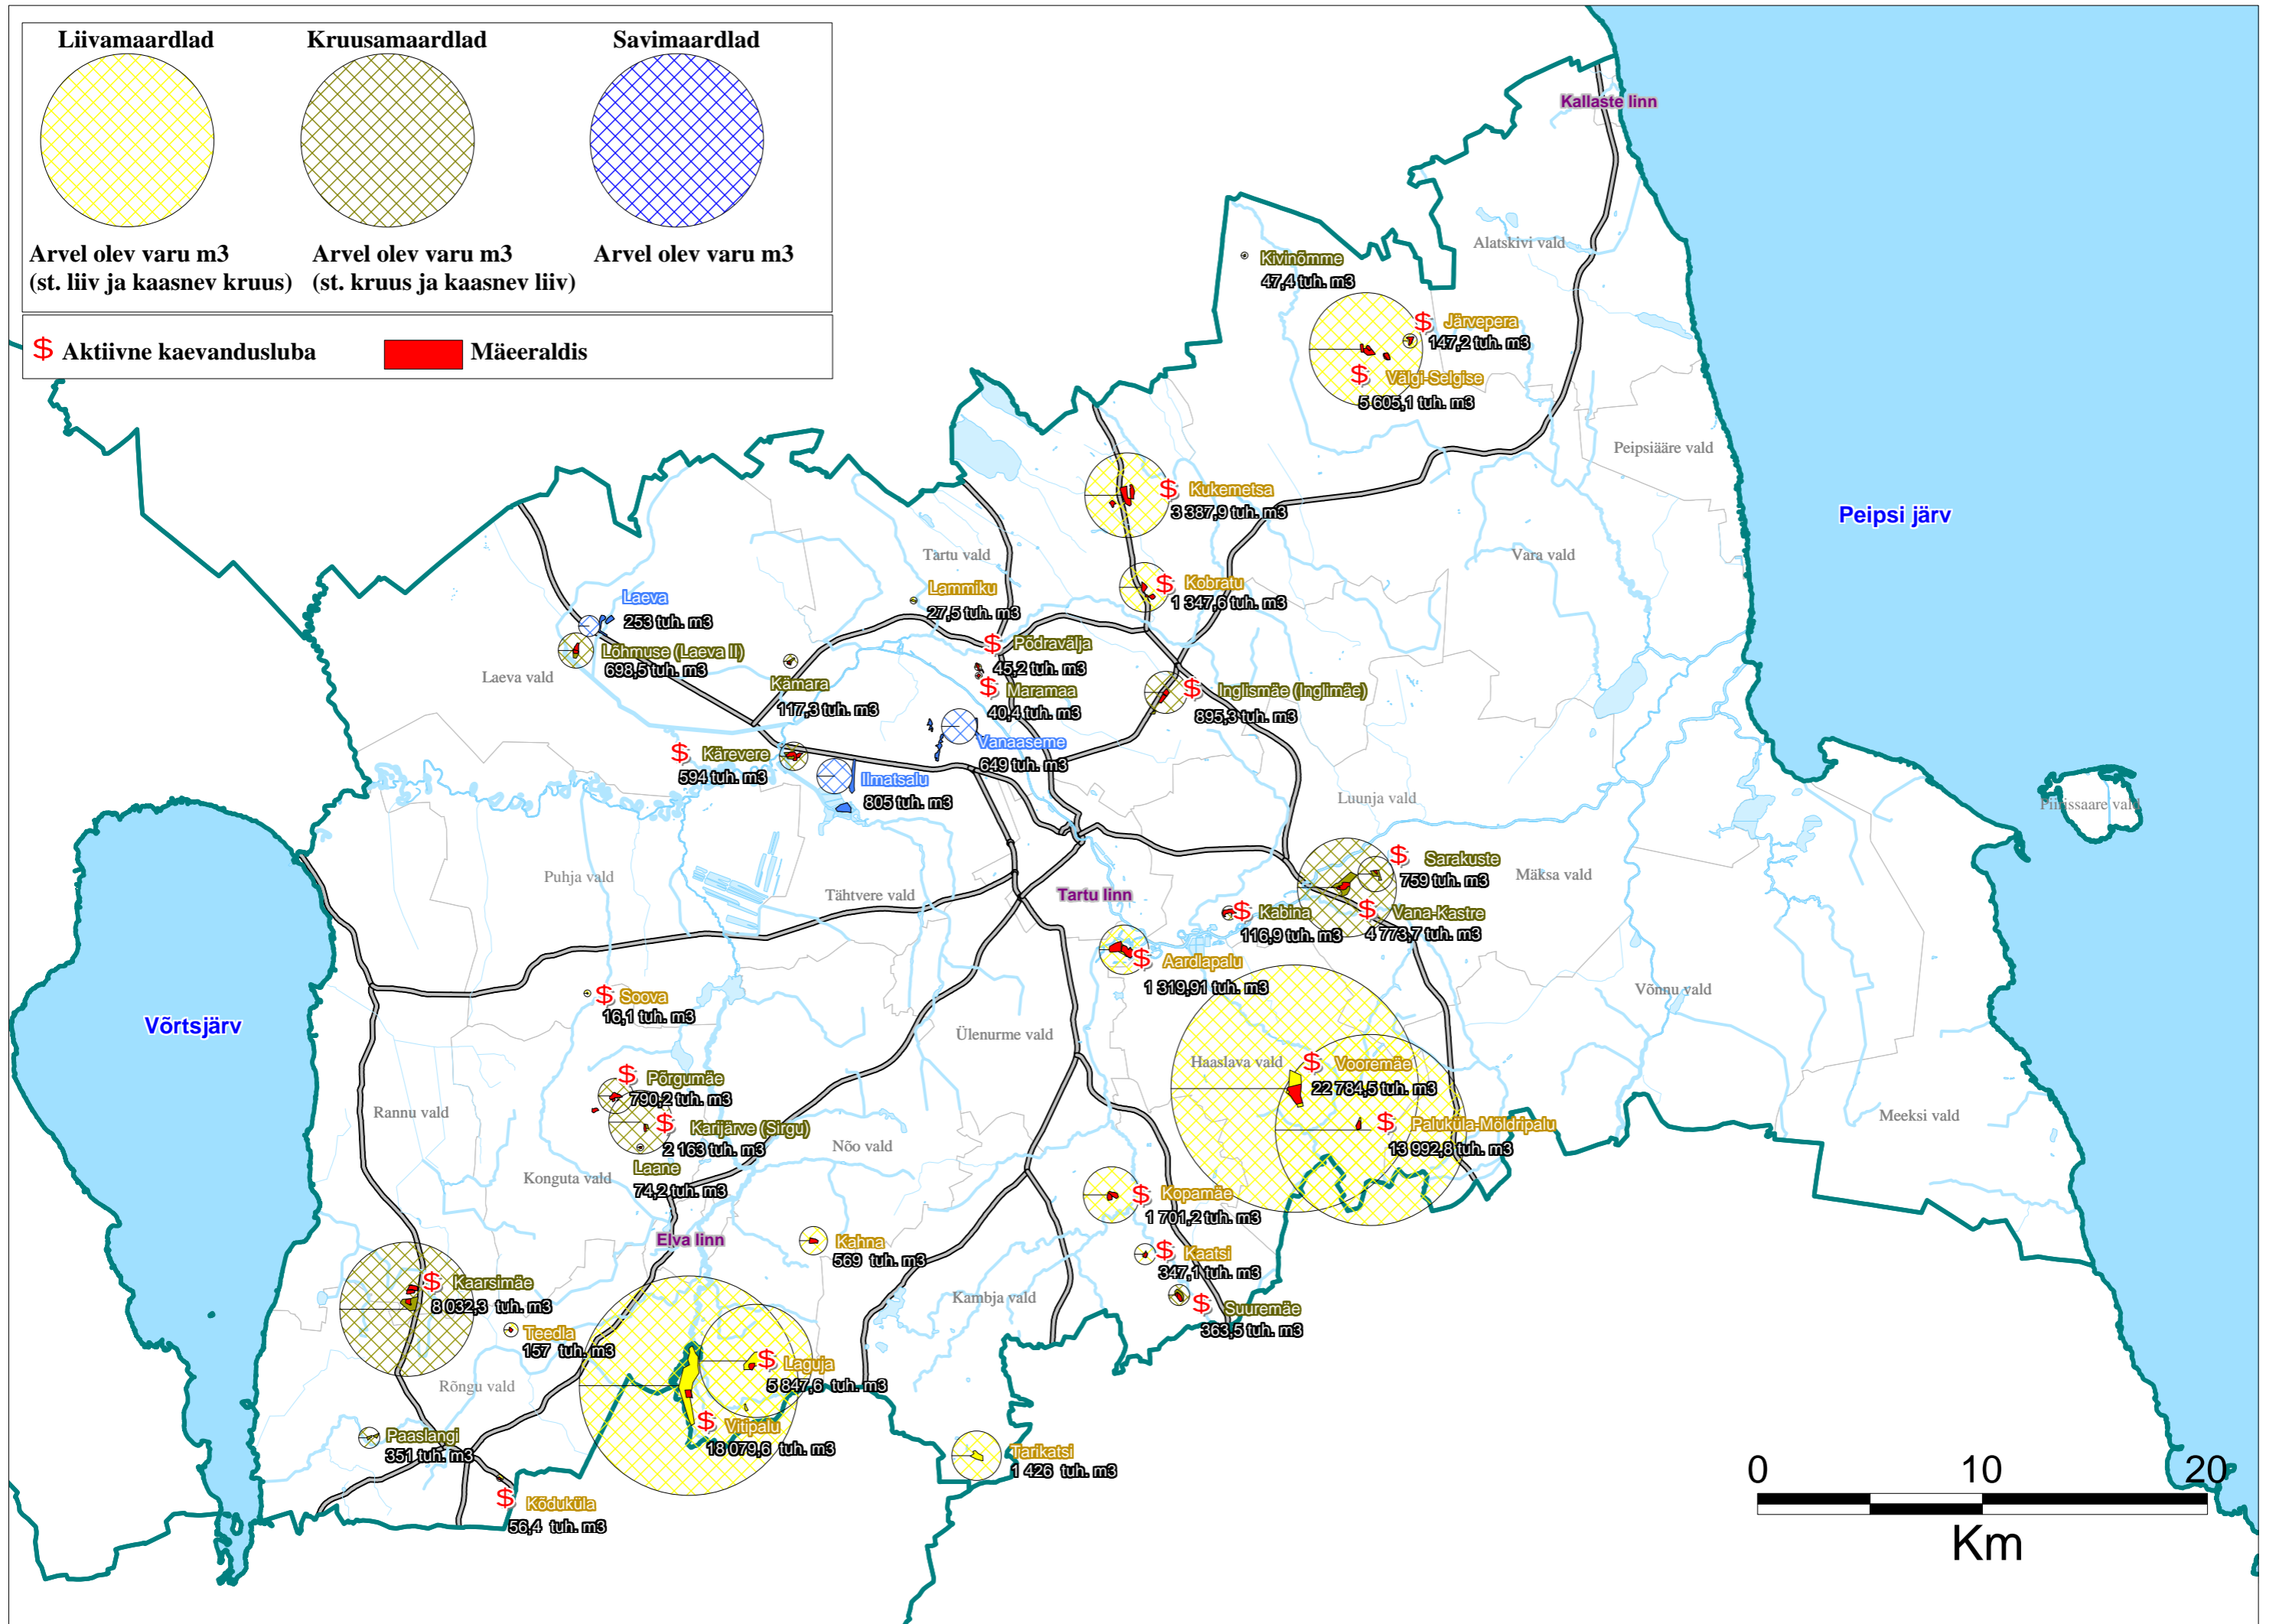 Liivamaardlad
Kruusamaardlad
Savimaardlad
Arvel olev varu m3
(st. liiv ja kaasnev kruus)
Arvel olev varu m3
(st. kruus ja kaasnev liiv)
Arvel olev varu m3
$ Aktiivne kaevandusluba
Mäeeraldis
Kallaste linn
Alatskivi vald
Kivinõmme
47,4 tuh. m3
$ Järvepera
147,2 tuh. m3
$ Välgi-Selgise
5 605,1 tuh. m3
Peipsiääre vald
Peipsi järv
$ Kukemetsa
3 387,9 tuh. m3
Tartu vald
Vara vald
Lammiku
27,5 tuh. m3
$ Kobratu
1 347,6 tuh. m3
Laeva
253 tuh. m3
Lõhmuse (Laeva II)
698,5 tuh. m3
Laeva vald
$ Põdravälja
45,2 tuh. m3
$ Maramaa
40,4 tuh. m3
Kämara
117,3 tuh. m3
$ Inglismäe (Inglimäe)
895,3 tuh. m3
$ Kärevere
594 tuh. m3
Vanaaseme
649 tuh. m3
Ilmatsalu
805 tuh. m3
Luunja vald
Piirissaare vald
Puhja vald
Tähtvere vald
Tartu linn
$ Sarakuste
759 tuh. m3
Mäksa vald
$ Kabina
116,9 tuh. m3
$ Vana-Kastre
4 773,7 tuh. m3
$ Aardlapalu
1 319,91 tuh. m3
Võnnu vald
$ Soova
16,1 tuh. m3
Võrtsjärv
Ülenurme vald
Haaslava vald
$ Vooremäe
22 784,5 tuh. m3
$ Põrgumäe
790,2 tuh. m3
Rannu vald
$ Karijärve (Sirgu)
2 163 tuh. m3
Nõo vald
$ Paluküla-Möldripalu
13 992,8 tuh. m3
Meeksi vald
Laane
74,2 tuh. m3
Konguta vald
$ Kopamäe
1 701,2 tuh. m3
Elva linn
Kahna
569 tuh. m3
$ Kaatsi
347,1 tuh. m3
$ Kaarsimäe
8 032,3 tuh. m3
Kambja vald
$ Suuremäe
363,5 tuh. m3
Teedla
157 tuh. m3
$ Laguja
5 847,6 tuh. m3
Rõngu vald
$ Vitipalu
18 079,6 tuh. m3
Paaslangi
351 tuh. m3
Tarikatsi
1 426 tuh. m3
$ Kõduküla
56,4 tuh. m3
0 10 20
Km